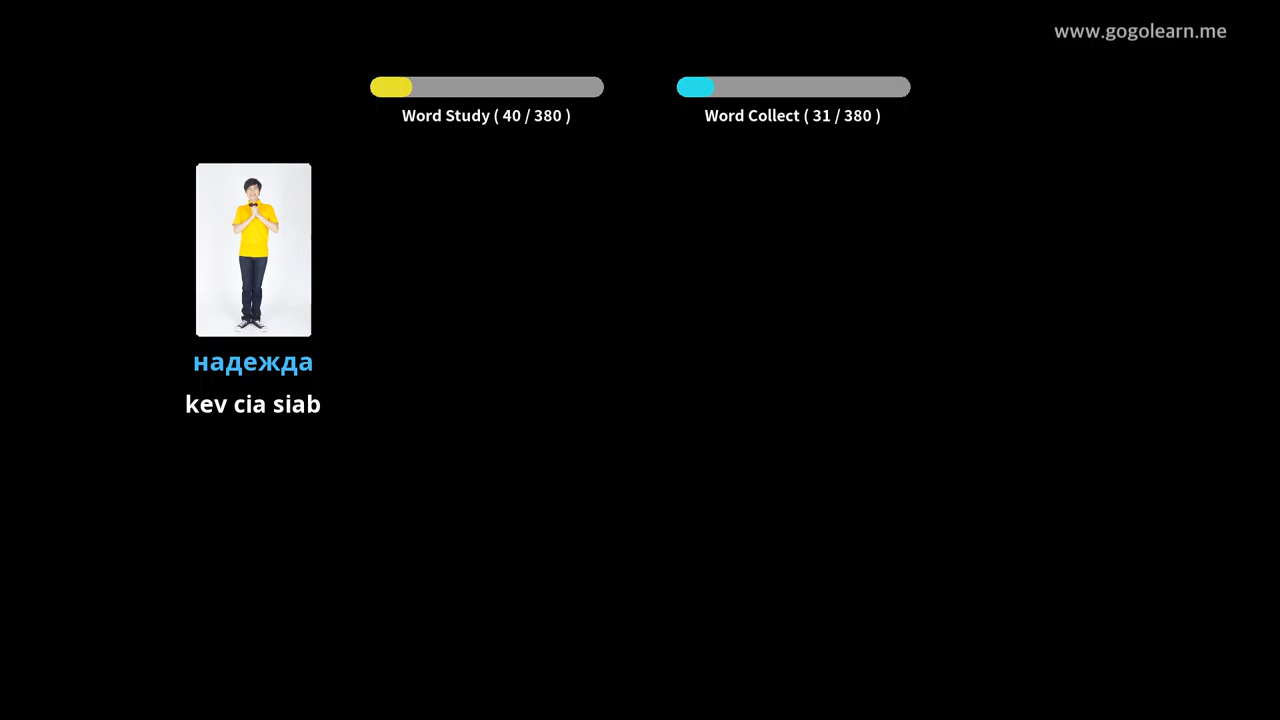 www.gogolearn.me
Word Study ( 40 / 380 )
Word Collect ( 31 / 380 )
надежда
kev cia siab